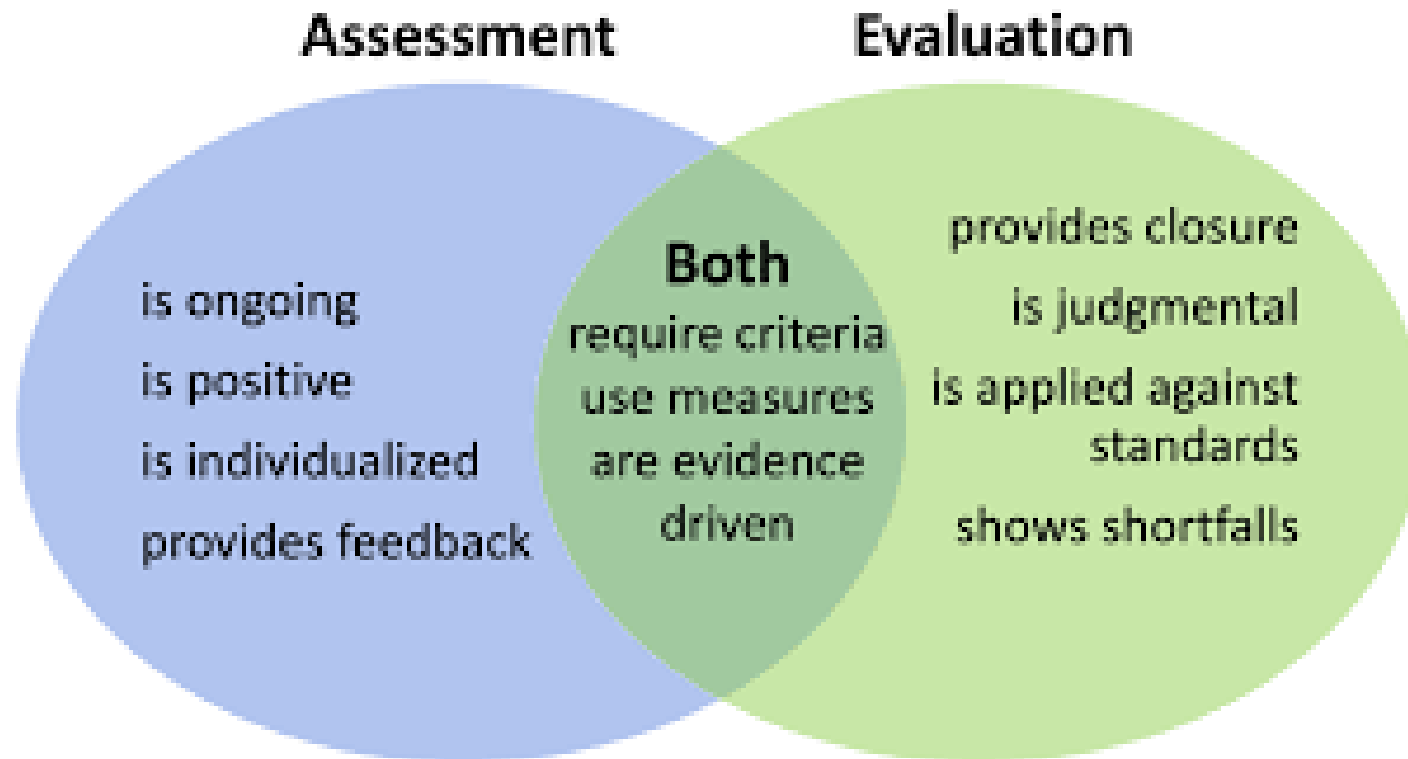 Assessment
Evaluation
is ongoing
is positive
is individualized
provides feedback
Both
require criteria
use measures
are evidence
driven
provides closure
is judgmental
is applied against
standards
shows shortfalls